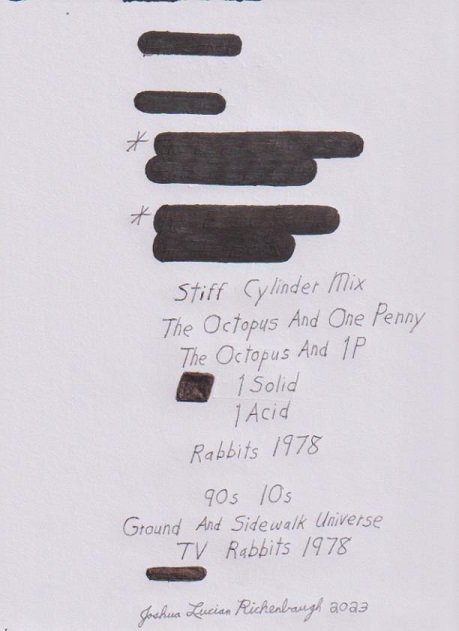 *
*
Stiff Cylinder Mix
The Octopus And One Penny
The Octopus And 1P
1 Solid
1 Acid
Rabbits 1978
90s 10s
Ground And Sidewalk Universe
TV Rabbits 1978
Joshua Lucian Richenbaugh 2023